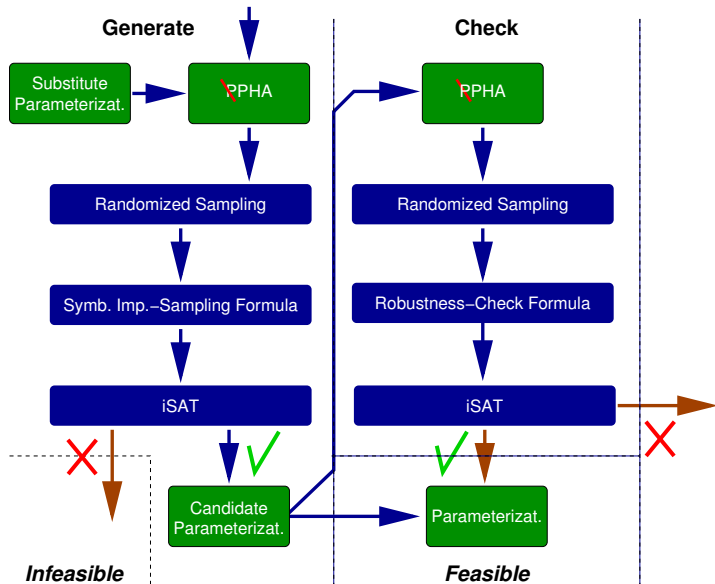 Generate
Check
Substitute
Parameterizat.
PPHA
PPHA
Randomized Sampling
Randomized Sampling
Symb. Imp.−Sampling Formula
Robustness−Check Formula
iSAT
iSAT
Candidate
Parameterizat.
Parameterizat.
Infeasible
Feasible